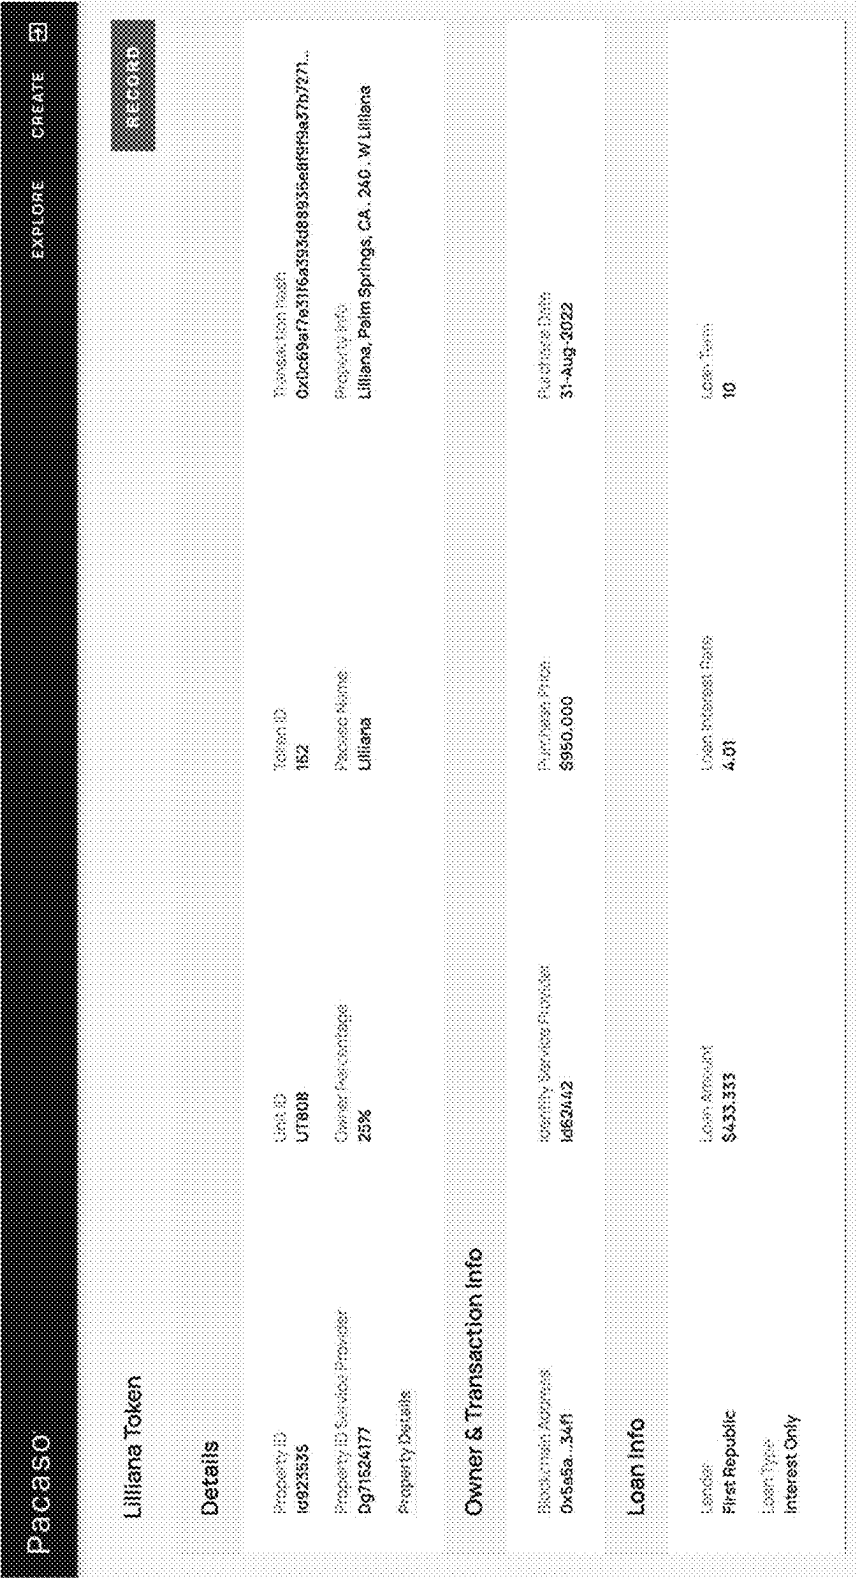 Pacaso EXPLORE CREATE
Lilliana Token RECORD
Details
Property ID Unit ID Token ID Transaction Hash
Id923535 UT808 162 0x0c69af7e31f6a393d88935e8f9f9a37b7271...
Property ID Service Provider Owner Percentage Pacaso Name Property Info
Dg71524177 25% Lilliana Lilliana, Palm Springs, CA . 240 . W Lilliana
Property Details
Owner & Transaction Info
Blockchain Address Identity Service Provider Purchase Price Purchase Date
0x5a5a...34f1 Id62442 $950.000 31-Aug-2022
Loan Info
Lender Loan Amount Loan Interest Rate Loan Term
First Republic $433.333 4.01 10
Loan Type
Interest Only